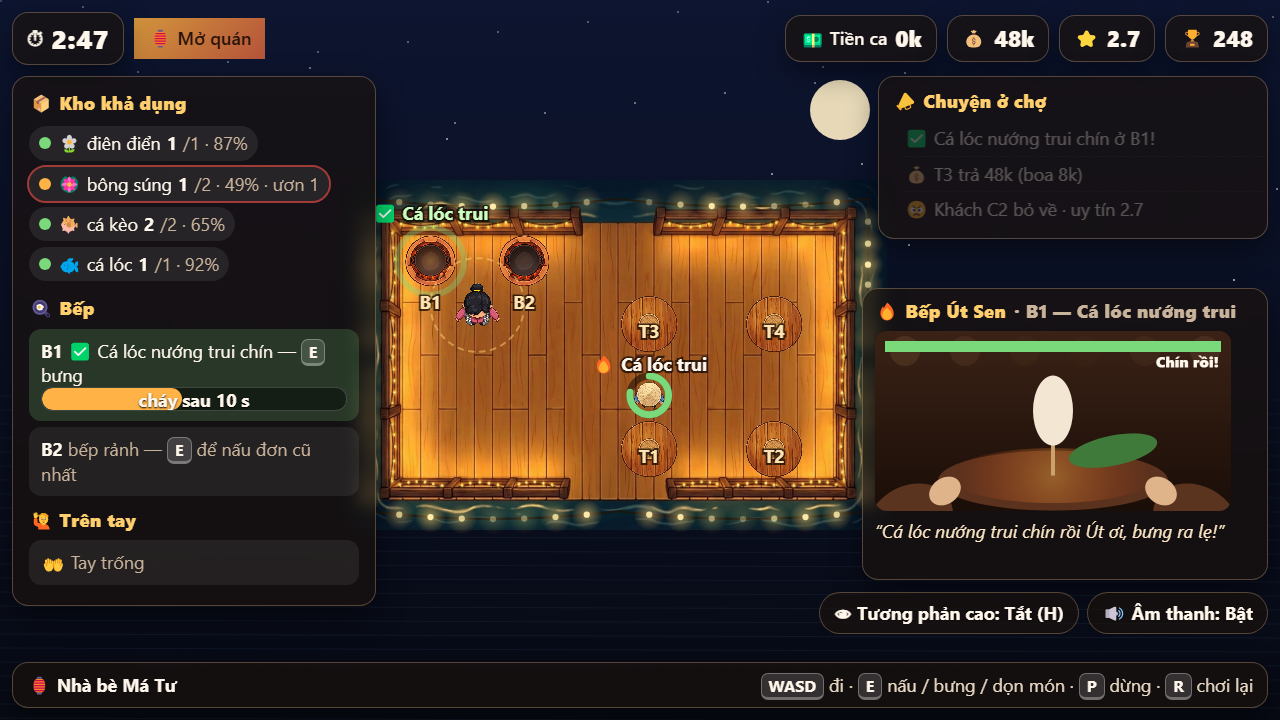 2:47
Mở quán
Tiền ca 0k
48k
2.7
248
Kho khả dụng
điên điển 1 /1 · 87%
bông súng 1 /2 · 49% · ươn 1
cá kèo 2 /2 · 65%
cá lóc 1 /1 · 92%
Bếp
B1 ✅ Cá lóc nướng trui chín — E
bưng
cháy sau 10 s
B2 bếp rảnh — E để nấu đơn cũ
nhất
Trên tay
Tay trống
Cá lóc trui
B1
B2
T3
T4
Cá lóc trui
T1
T2
Chuyện ở chợ
Cá lóc nướng trui chín ở B1!
T3 trả 48k (boa 8k)
Khách C2 bỏ về · uy tín 2.7
Bếp Út Sen · B1 — Cá lóc nướng trui
Chín rồi!
“Cá lóc nướng trui chín rồi Út ơi, bưng ra lẹ!”
Tương phản cao: Tắt (H)
Âm thanh: Bật
Nhà bè Má Tư
WASD đi · E nấu / bưng / dọn món · P dừng · R chơi lại